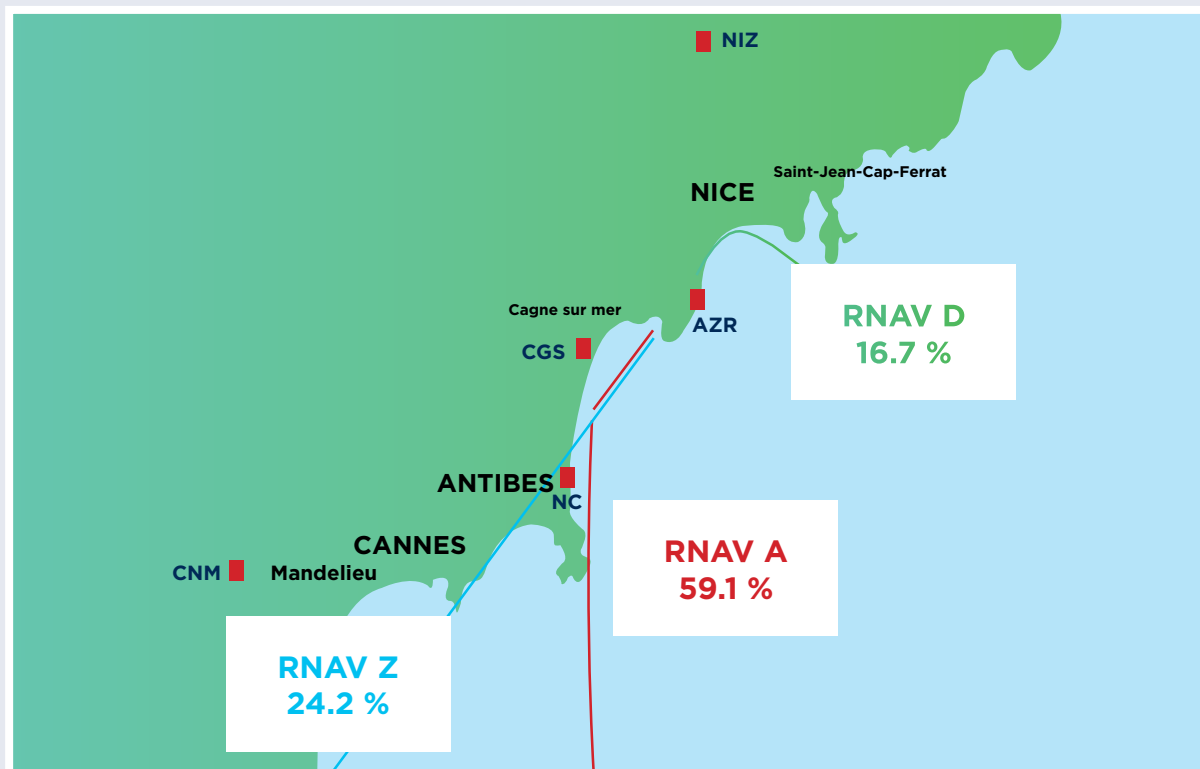 NIZ
Saint-Jean-Cap-Ferrat
NICE
Cagne sur mer
AZR
CGS
RNAV D
16.7 %
ANTIBES
NC
CANNES
CNM
Mandelieu
RNAV A
59.1 %
RNAV Z
24.2 %